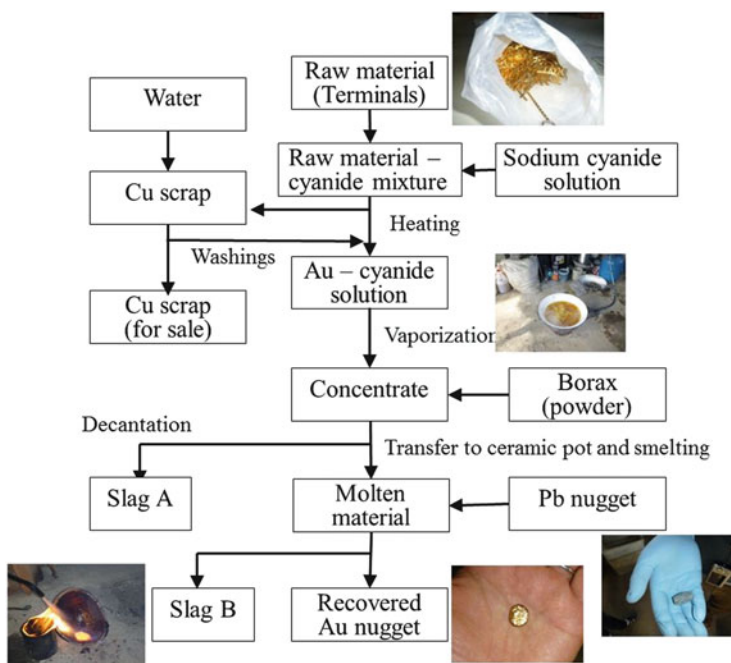 Raw material
(Terminals)
Water
Raw material –
cyanide mixture
Sodium cyanide
solution
Cu scrap
Heating
Washings
Au – cyanide
solution
Cu scrap
(for sale)
Vaporization
Concentrate
Borax
(powder)
Decantation
Transfer to ceramic pot and smelting
Slag A
Molten
material
Pb nugget
Slag B
Recovered
Au nugget